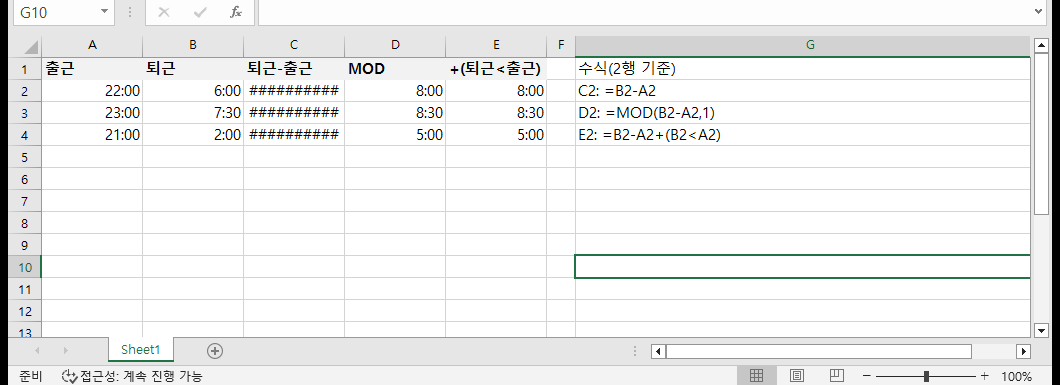 G10
fx
A B C D E F G
1 출근 퇴근 퇴근-출근 MOD +(퇴근<출근) 수식(2행 기준)
2 22:00 6:00 ########## 8:00 8:00 C2: =B2-A2
3 23:00 7:30 ########## 8:30 8:30 D2: =MOD(B2-A2,1)
4 21:00 2:00 ########## 5:00 5:00 E2: =B2-A2+(B2<A2)
5
6
7
8
9
10
11
12
13
Sheet1
준비 접근성: 계속 진행 가능 100%